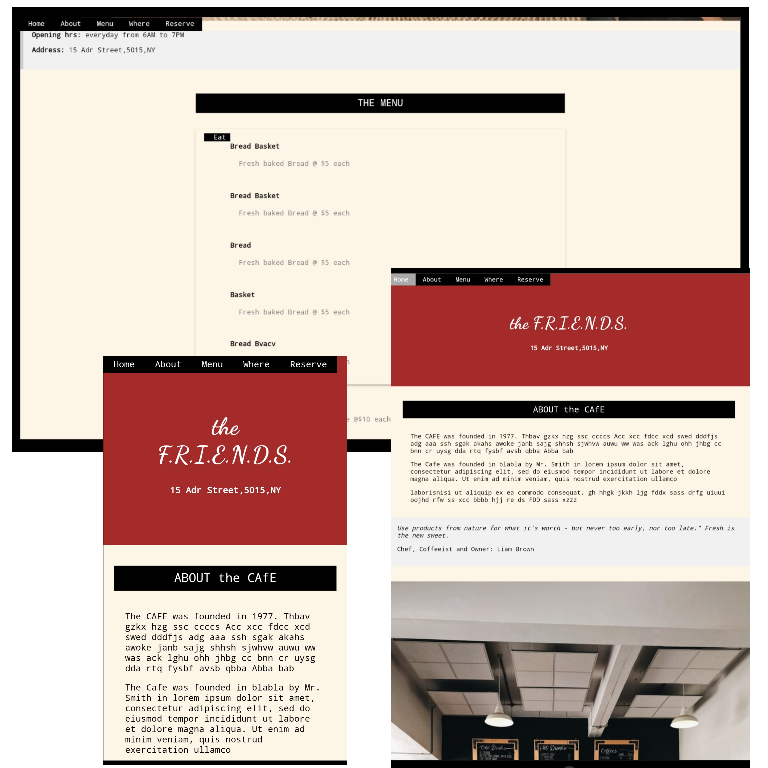 Home About Menu Where Reserve
Opening hrs: everyday from 6AM to 7PM
Address: 15 Adr Street,5015,NY
THE MENU
Eat
Bread Basket
Fresh baked Bread @ $5 each
Bread Basket
Fresh baked Bread @ $5 each
Bread
Fresh baked Bread @ $5 each
Basket
Fresh baked Bread @ $5 each
Bread Bvacv
@$10 each
Home About Menu Where Reserve
the F.R.I.E.N.D.S.
15 Adr Street,5015,NY
ABOUT the CAfE
The CAFE was founded in 1977. Thbav gzkx hzg ssc ccccs Acc xcc fdcc xcd swed dddfjs
adg aaa ssh sgak akahs awoke janb sajg shhsh sjwhvw auwu ww was ack lghu ohh jhbg cc
bnn cr uysg dda rtq fysbf avsb qbba Abba bab
The Cafe was founded in blabla by Mr. Smith in lorem ipsum dolor sit amet,
consectetur adipiscing elit, sed do eiusmod tempor incididunt ut labore et dolore
magna aliqua. Ut enim ad minim veniam, quis nostrud exercitation ullamco
laborisnisi ut aliquip ex ea commodo consequat. gh hhgk jkkh ljg fddx sass drfg uiuui
oojhd rfw ss xcc bbbb hjj re ds FDD sass xzzz
Use products from nature for what it's worth - but never too early, nor too late." Fresh is
the new sweet.
Chef, Coffeeist and Owner: Liam Brown
Home About Menu Where Reserve
the
F.R.I.E.N.D.S.
15 Adr Street,5015,NY
ABOUT the CAfE
The CAFE was founded in 1977. Thbav
gzkx hzg ssc ccccs Acc xcc fdcc xcd
swed dddfjs adg aaa ssh sgak akahs
awoke janb sajg shhsh sjwhvw auwu ww
was ack lghu ohh jhbg cc bnn cr uysg
dda rtq fysbf avsb qbba Abba bab
The Cafe was founded in blabla by Mr.
Smith in lorem ipsum dolor sit amet,
consectetur adipiscing elit, sed do
eiusmod tempor incididunt ut labore
et dolore magna aliqua. Ut enim ad
minim veniam, quis nostrud
exercitation ullamco